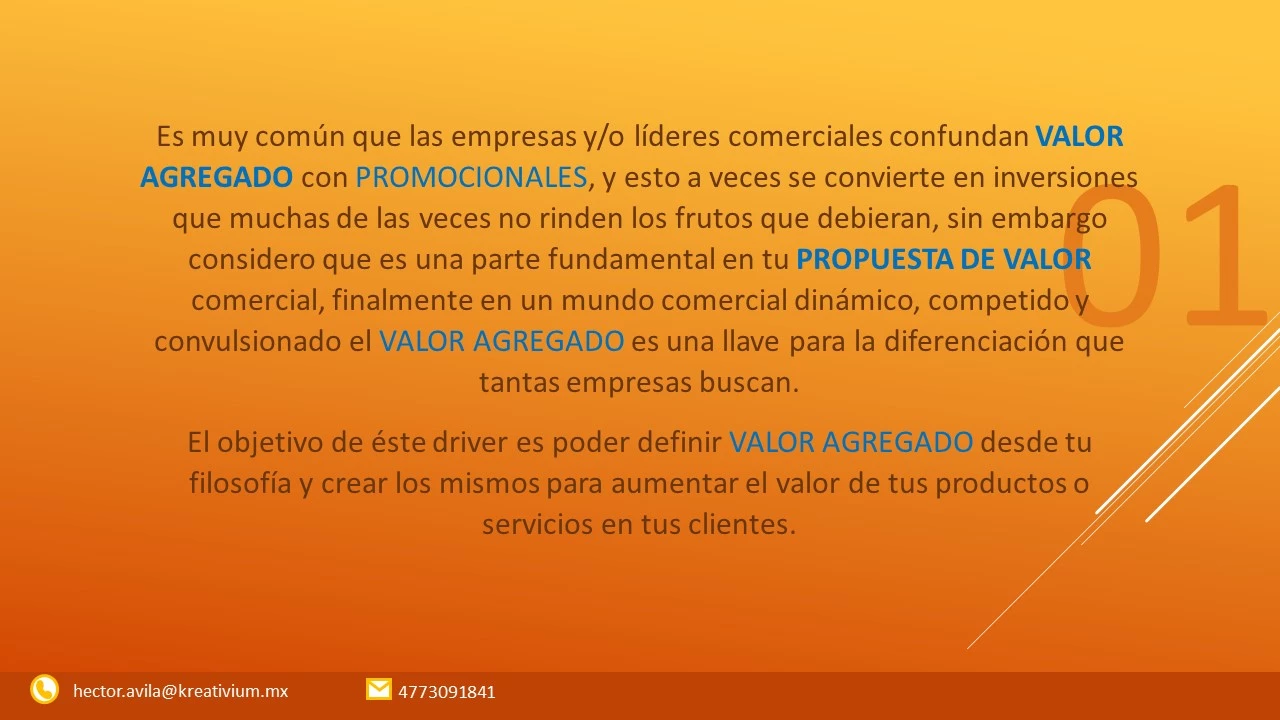 Es muy común que las empresas y/o líderes comerciales confundan VALOR
AGREGADO con PROMOCIONALES, y esto a veces se convierte en inversiones
que muchas de las veces no rinden los frutos que debieran, sin embargo
considero que es una parte fundamental en tu PROPUESTA DE VALOR
comercial, finalmente en un mundo comercial dinámico, competido y
convulsionado el VALOR AGREGADO es una llave para la diferenciación que
tantas empresas buscan.
El objetivo de éste driver es poder definir VALOR AGREGADO desde tu
filosofía y crear los mismos para aumentar el valor de tus productos o
servicios en tus clientes.
01
hector.avila@kreativium.mx
4773091841